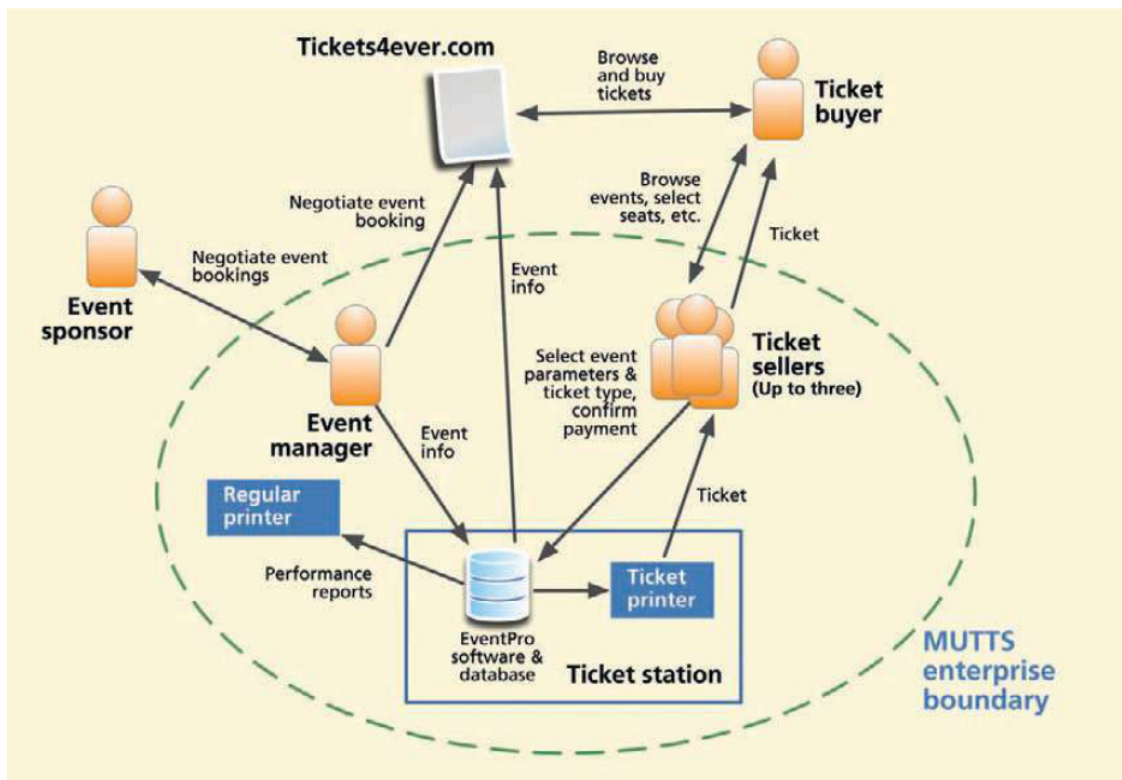 Tickets4ever.com
Browse
and buy
tickets
Ticket
buyer
Negotiate event
booking
Browse
events, select
seats, etc.
Ticket
Negotiate event
bookings
Event
sponsor
Event
info
Select event
parameters &
ticket type,
confirm
payment
Ticket
sellers
(Up to three)
Event
manager
Event
info
Regular
printer
Ticket
Performance
reports
Ticket
printer
EventPro
software &
database
Ticket station
MUTTS
enterprise
boundary